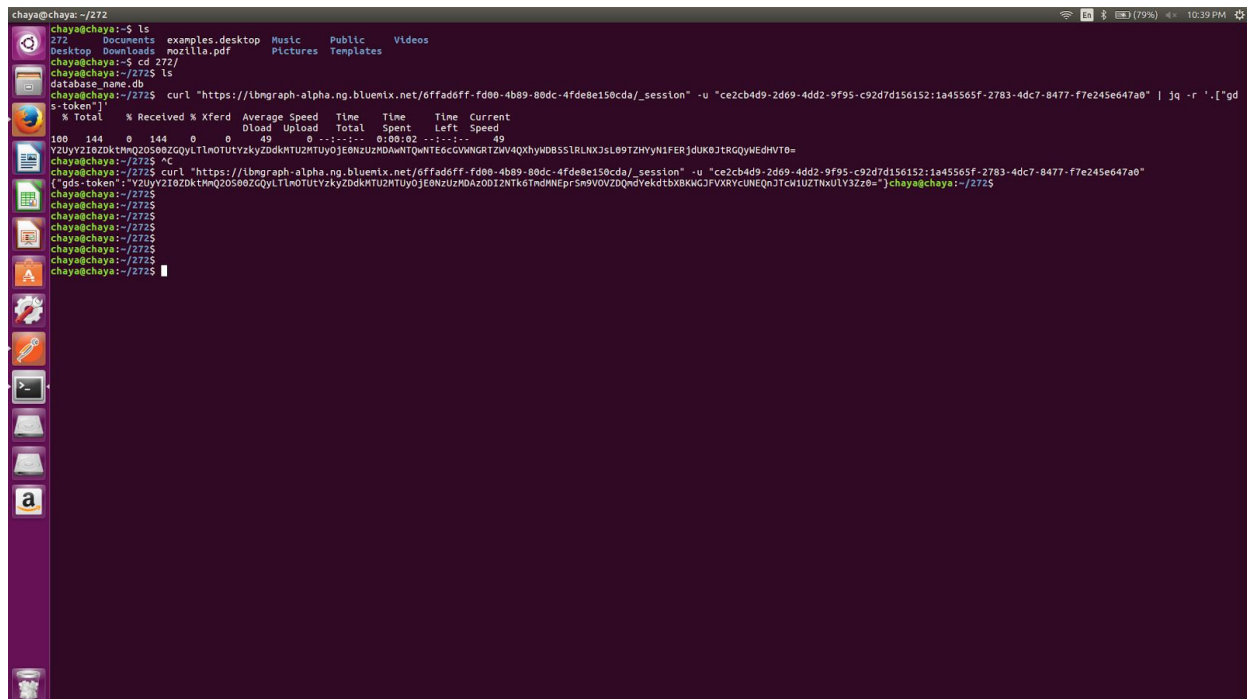 chaya@chaya: ~/272
En (79%) 10:39 PM
chaya@chaya:~$ ls
272 Documents examples.desktop Music Public Videos
Desktop Downloads mozilla.pdf Pictures Templates
chaya@chaya:~$ cd 272/
chaya@chaya:~/272$ ls
database_name.db
chaya@chaya:~/272$ curl "https://ibmgraph-alpha.ng.bluemix.net/6ffad6ff-fd00-4b89-80dc-4fde8e150cda/_session" -u "ce2cb4d9-2d69-4dd2-9f95-c92d7d156152:1a45565f-2783-4dc7-8477-f7e245e647a0" | jq -r '.["gd
s-token"]'
% Total % Received % Xferd Average Speed Time Time Time Current
Dload Upload Total Spent Left Speed
100 144 0 144 0 0 49 0 --:--:-- 0:00:02 --:--:-- 49
chaya@chaya:~/272$ ^C
chaya@chaya:~/272$ curl "https://ibmgraph-alpha.ng.bluemix.net/6ffad6ff-fd00-4b89-80dc-4fde8e150cda/_session" -u "ce2cb4d9-2d69-4dd2-9f95-c92d7d156152:1a45565f-2783-4dc7-8477-f7e245e647a0"
{"gds-token": chaya@chaya:~/272$
chaya@chaya:~/272$
chaya@chaya:~/272$
chaya@chaya:~/272$
chaya@chaya:~/272$
chaya@chaya:~/272$
chaya@chaya:~/272$
chaya@chaya:~/272$
chaya@chaya:~/272$